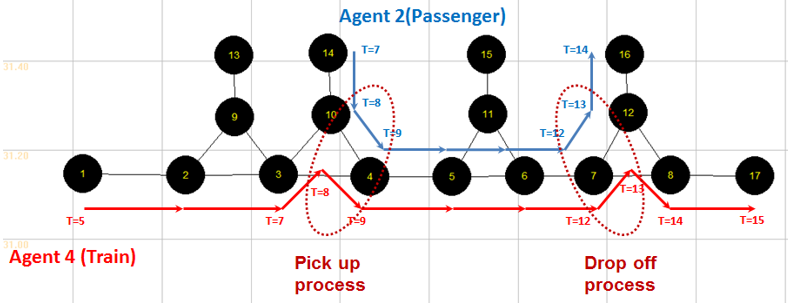 Agent 2(Passenger)
13
14
T=7
15
T=14
16
31.40
9
10
T=8
11
T=13
12
T=9
T=12
31.20
1
2
3
4
5
6
7
8
17
T=8
T=13
T=5
T=7
T=9
T=12
T=14
T=15
31.00
Agent 4 (Train)
Pick up
process
Drop off
process